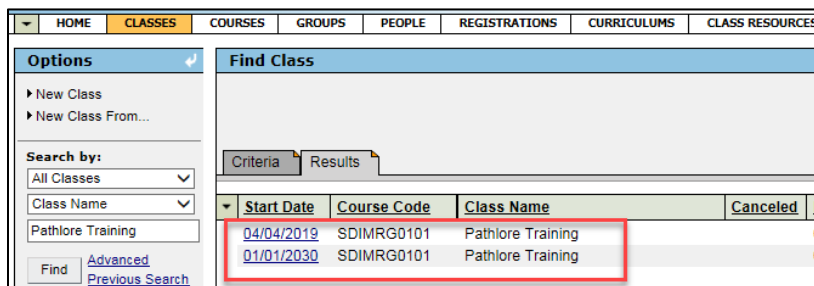 HOME CLASSES COURSES GROUPS PEOPLE REGISTRATIONS CURRICULUMS CLASS RESOURCES
Options
New Class
New Class From...
Search by:
All Classes
Class Name
Pathlore Training
Find
Advanced
Previous Search
Find Class
Criteria Results
Start Date Course Code Class Name Canceled
04/04/2019 SDIMRG0101 Pathlore Training
01/01/2030 SDIMRG0101 Pathlore Training